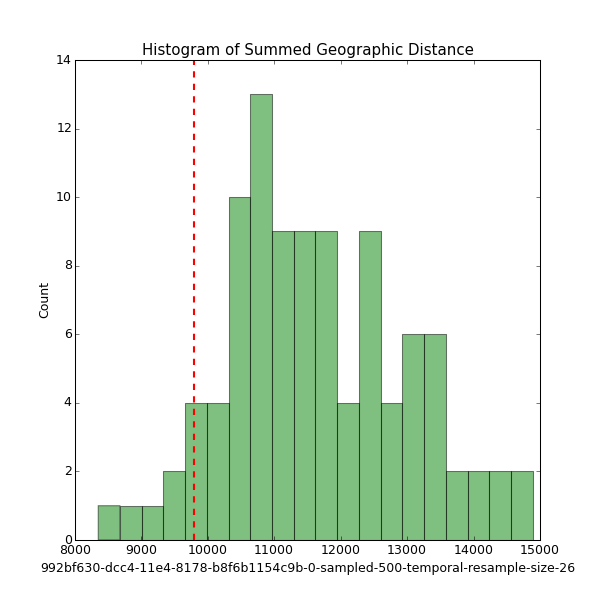 Histogram of Summed Geographic Distance
14
12
10
8
6
4
2
0
Count
8000 9000 10000 11000 12000 13000 14000 15000
992bf630-dcc4-11e4-8178-b8f6b1154c9b-0-sampled-500-temporal-resample-size-26